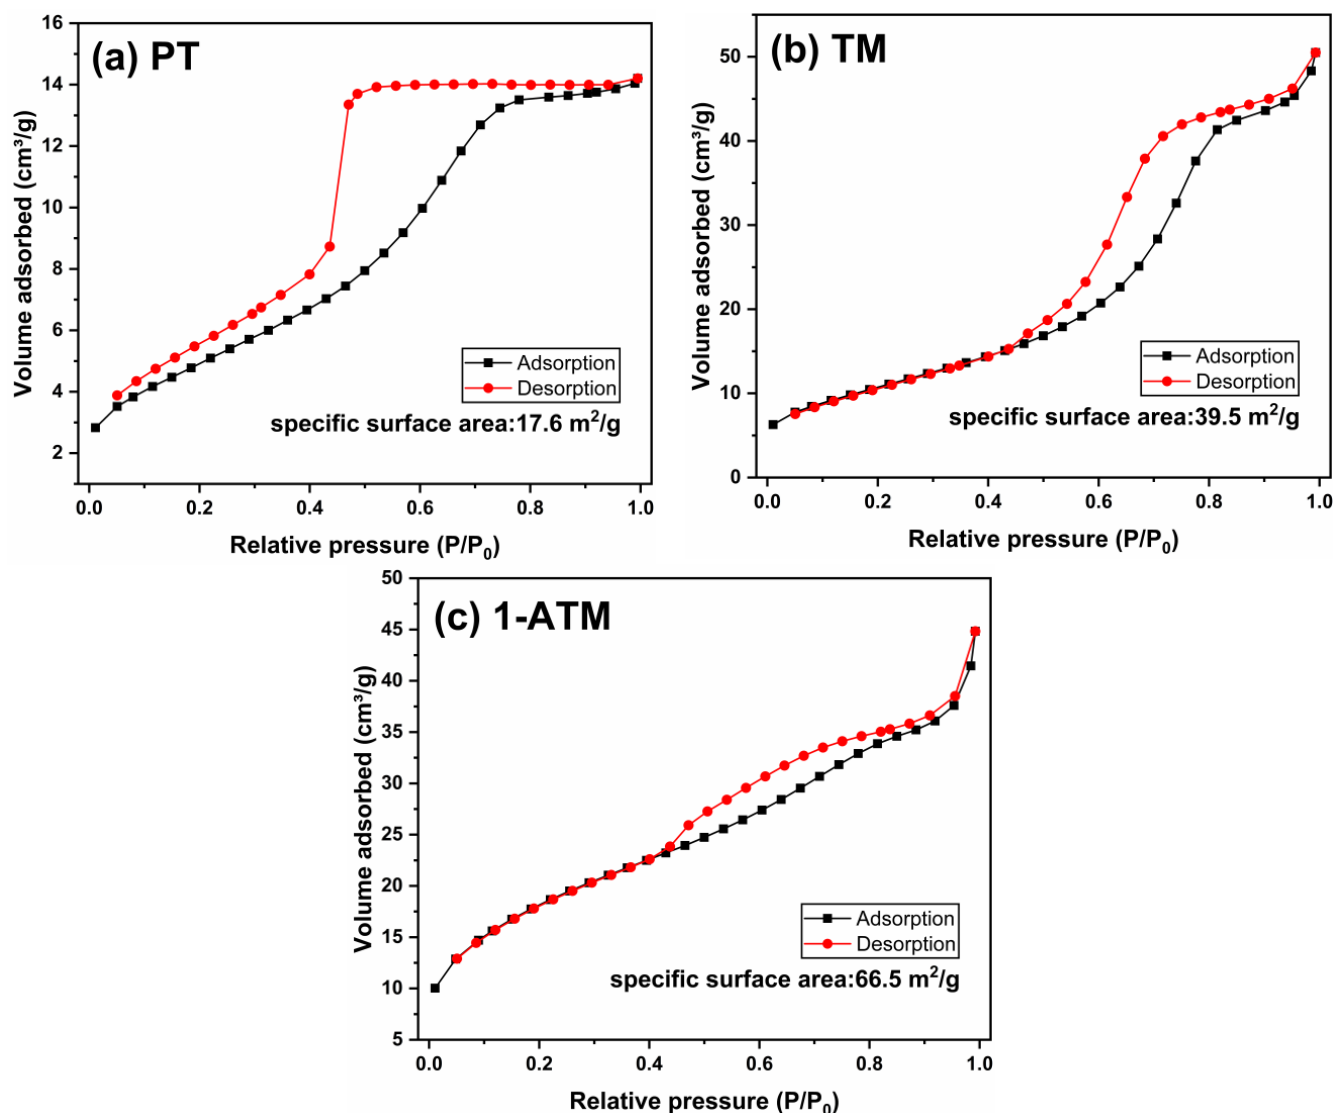 (a) PT
16
14
12
10
8
6
4
2
Volume adsorbed (cm³/g)
Adsorption
Desorption
specific surface area:17.6 m²/g
0.0 0.2 0.4 0.6 0.8 1.0
Relative pressure (P/P₀)
(b) TM
50
40
30
20
10
0
Volume adsorbed (cm³/g)
Adsorption
Desorption
specific surface area:39.5 m²/g
0.0 0.2 0.4 0.6 0.8 1.0
Relative pressure (P/P₀)
(c) 1-ATM
50
45
40
35
30
25
20
15
10
5
Volume adsorbed (cm³/g)
Adsorption
Desorption
specific surface area:66.5 m²/g
0.0 0.2 0.4 0.6 0.8 1.0
Relative pressure (P/P₀)